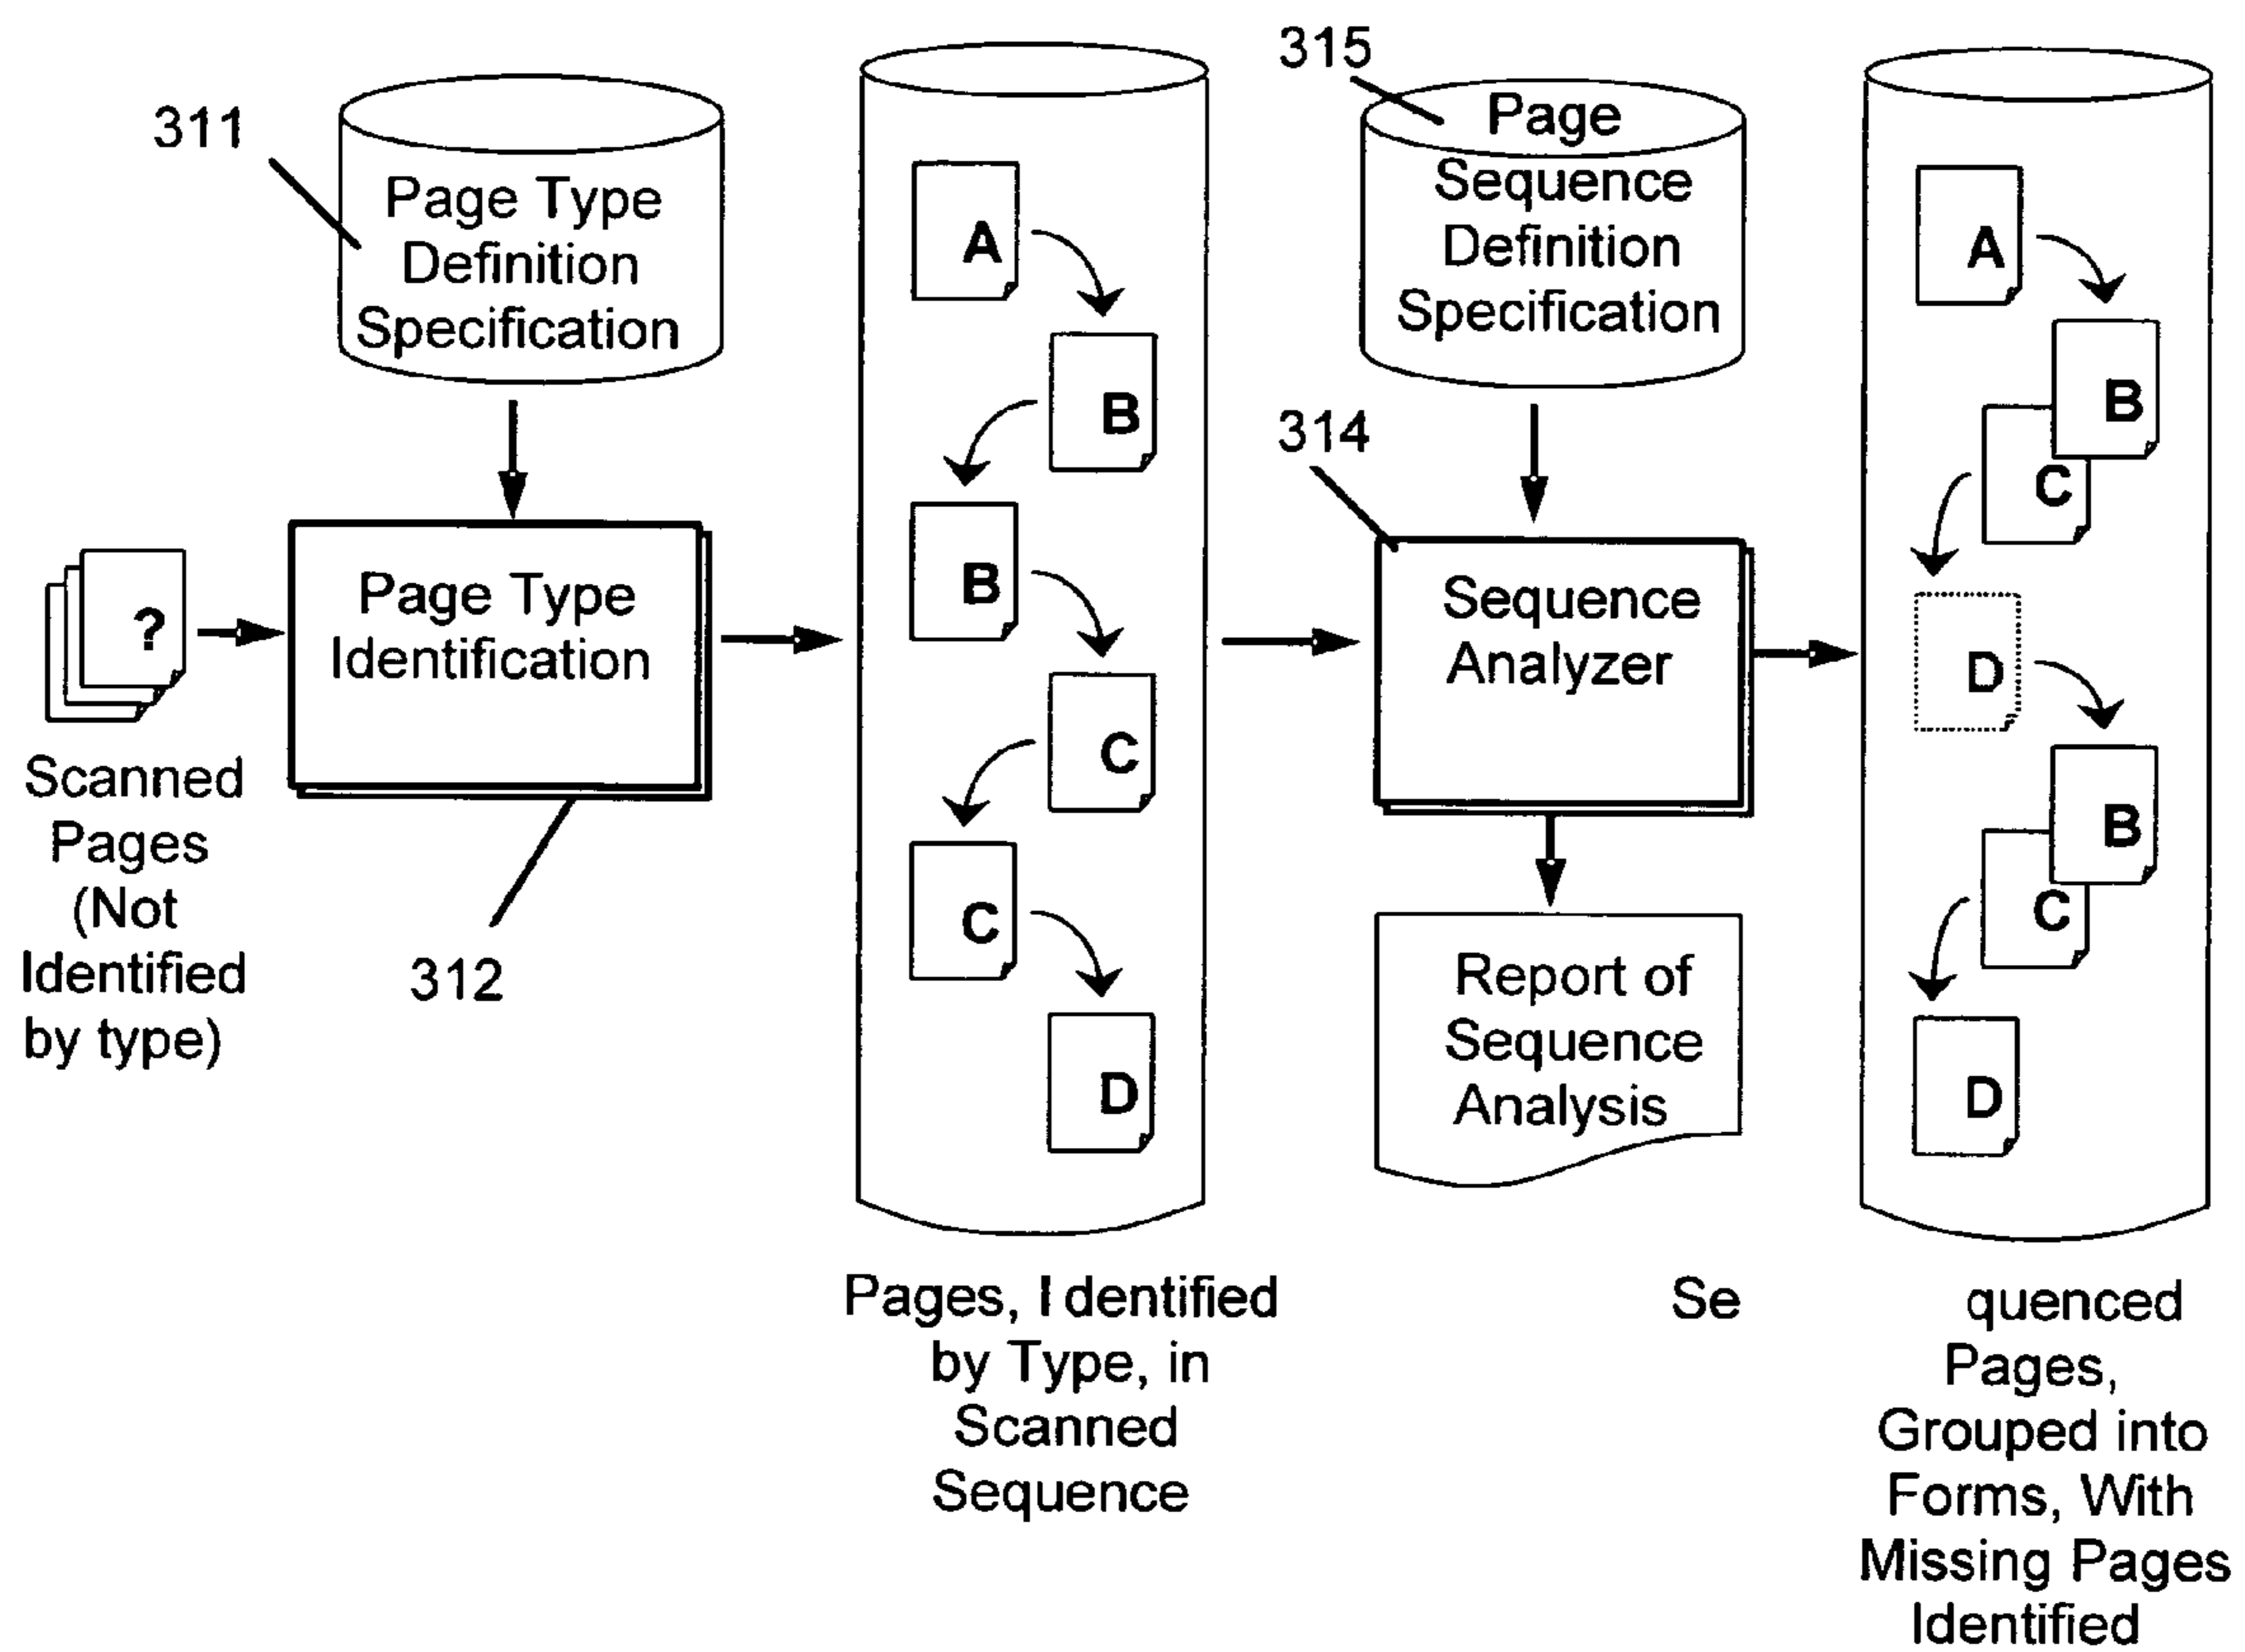 311
Page Type
Definition
Specification
?
Scanned
Pages
(Not
Identified
by type)
Page Type
Identification
312
A
B
B
C
C
D
Pages, Identified
by Type, in
Scanned
Sequence
315
Page
Sequence
Definition
Specification
314
Sequence
Analyzer
Report of
Sequence
Analysis
A
B
C
D
B
C
D
Se quenced
Pages,
Grouped into
Forms, With
Missing Pages
Identified